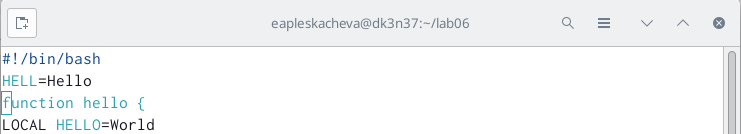 eapleskacheva@dk3n37:~/lab06
#!/bin/bash
HELL=Hello
function hello {
LOCAL HELLO=World